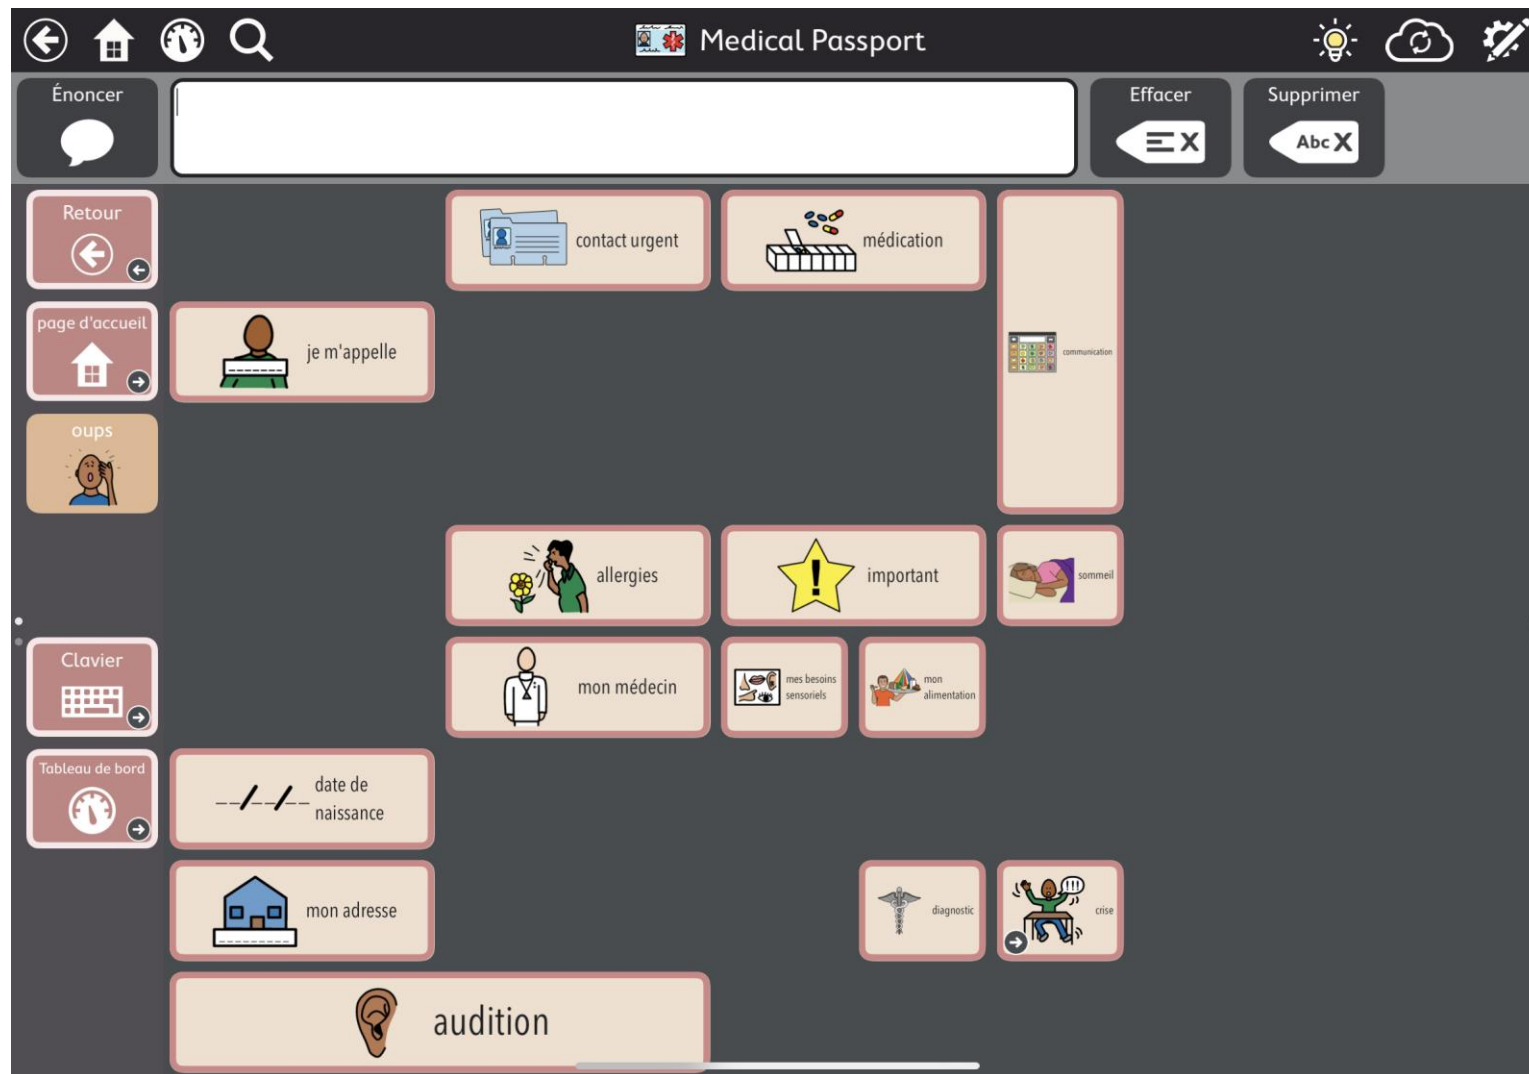 Medical Passport
Énoncer
Effacer
Supprimer
Abc X
Retour
contact urgent
médication
page d'accueil
je m'appelle
communication
oups
allergies
important
sommeil
Clavier
mon médecin
mes besoins
sensoriels
mon
alimentation
Tableau de bord
date de
naissance
mon adresse
diagnostic
crise
audition